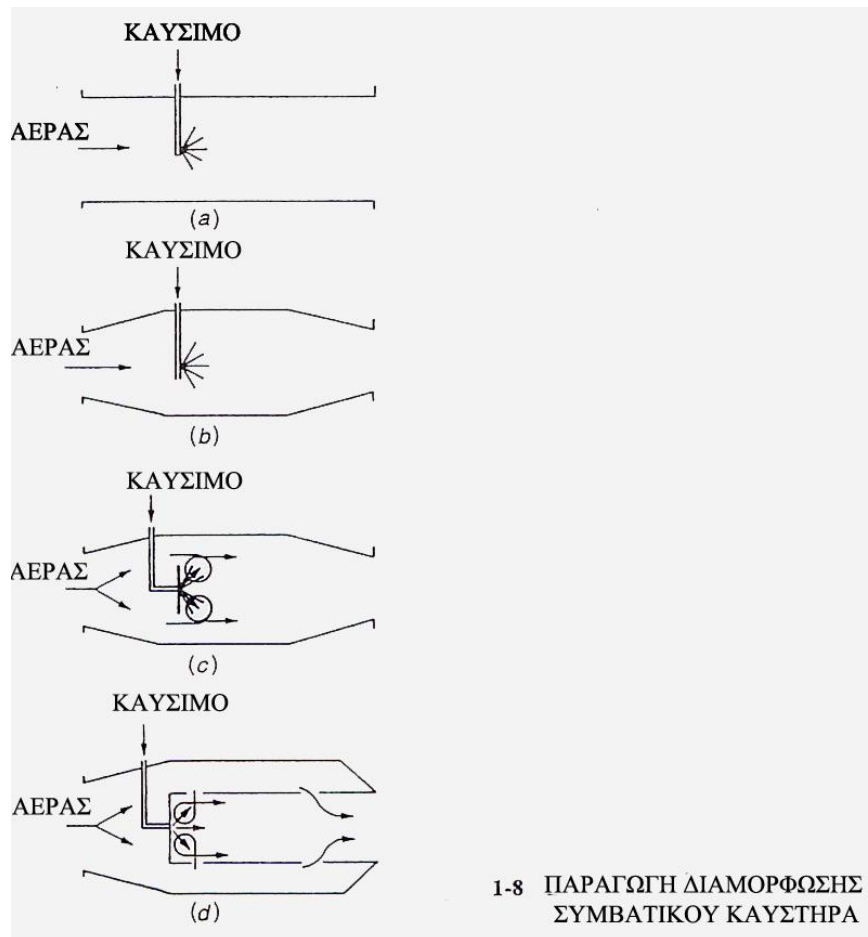 ΚΑΥΣΙΜΟ
ΑΕΡΑΣ
(a)
ΚΑΥΣΙΜΟ
ΑΕΡΑΣ
(b)
ΚΑΥΣΙΜΟ
ΑΕΡΑΣ
(c)
ΚΑΥΣΙΜΟ
ΑΕΡΑΣ
(d)
1-8 ΠΑΡΑΓΩΓΗ ΔΙΑΜΟΡΦΩΣΗΣ
ΣΥΜΒΑΤΙΚΟΥ ΚΑΥΣΤΗΡΑ